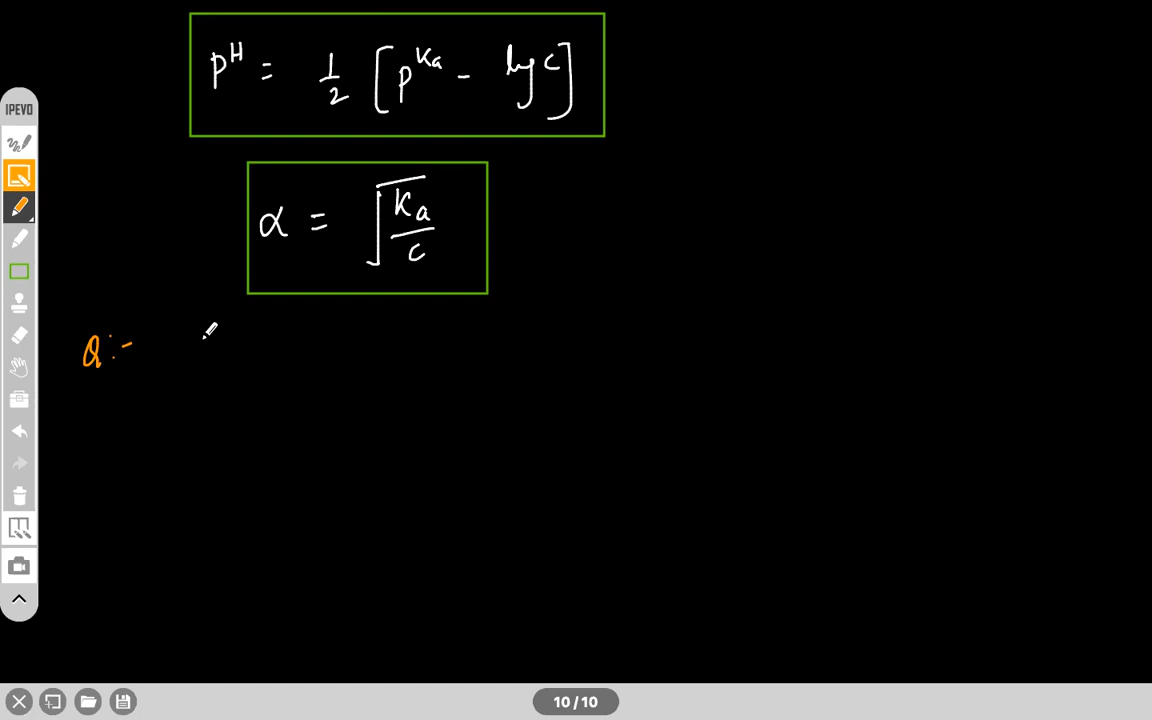 pH = 1/2 [pKa - log C]
IPEVO
α = √(Ka/C)
Q:-
10/10